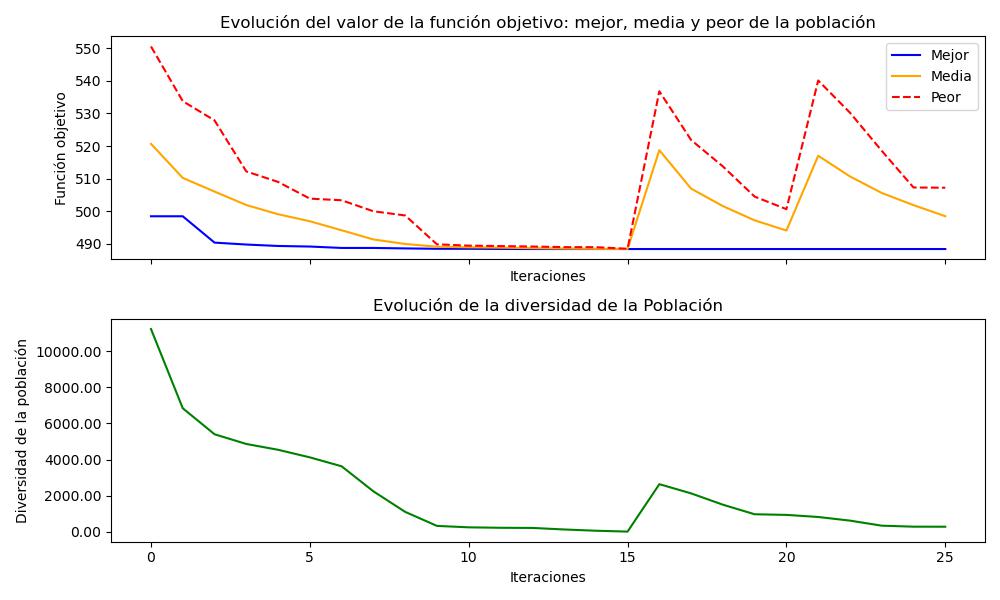 Evolución del valor de la función objetivo: mejor, media y peor de la población
Función objetivo
550
540
530
520
510
500
490
Mejor
Media
Peor
Iteraciones
Evolución de la diversidad de la Población
Diversidad de la población
10000.00
8000.00
6000.00
4000.00
2000.00
0.00
0 5 10 15 20 25
Iteraciones